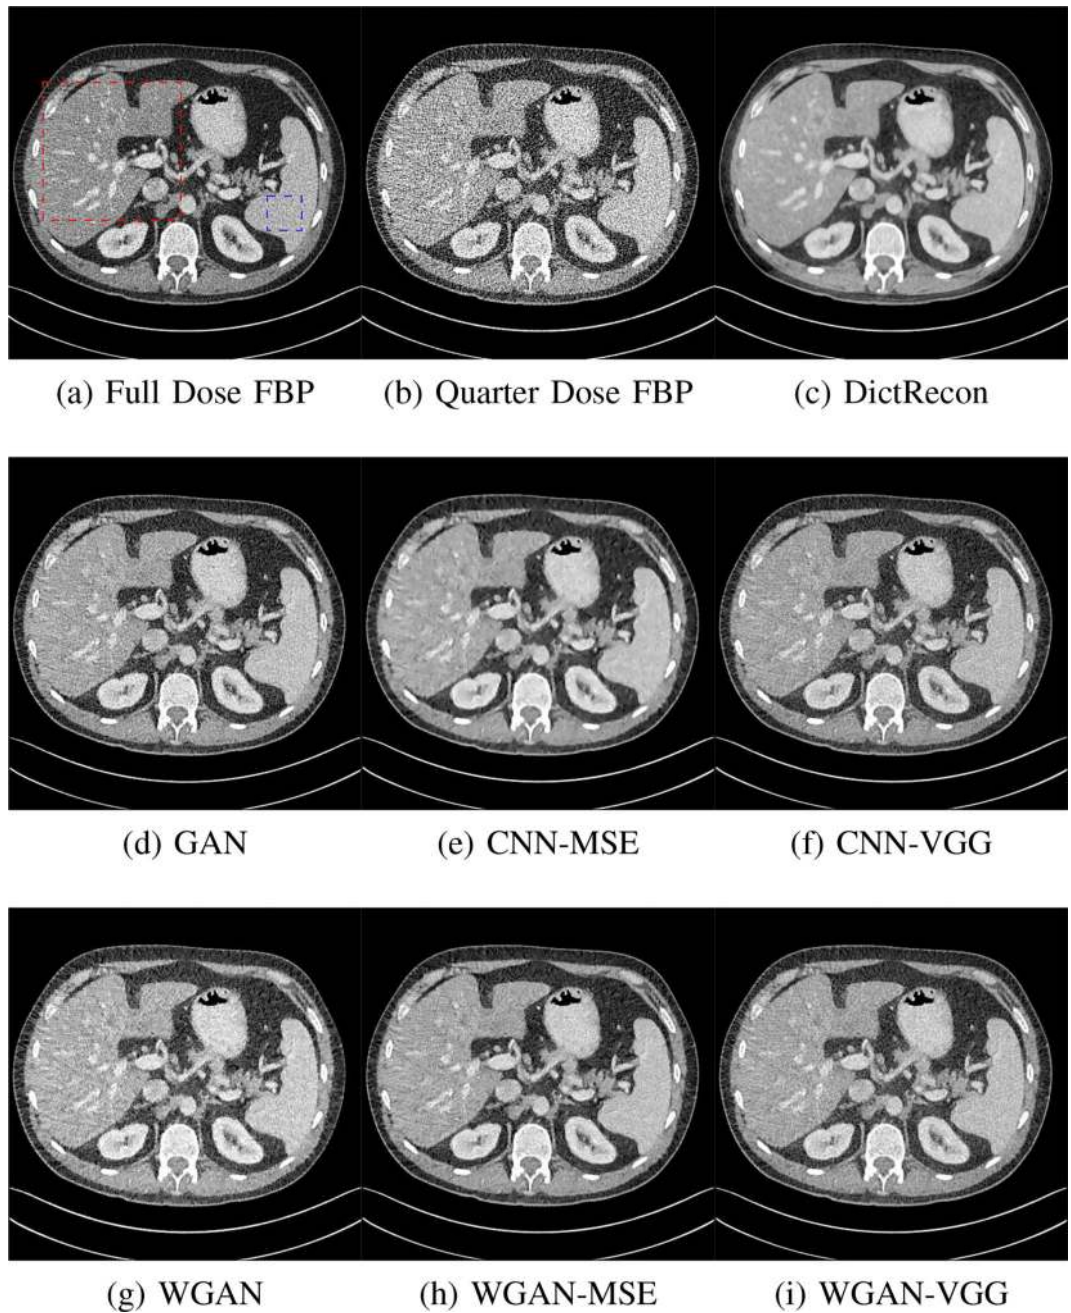 (a) Full Dose FBP (b) Quarter Dose FBP (c) DictRecon
(d) GAN (e) CNN-MSE (f) CNN-VGG
(g) WGAN (h) WGAN-MSE (i) WGAN-VGG